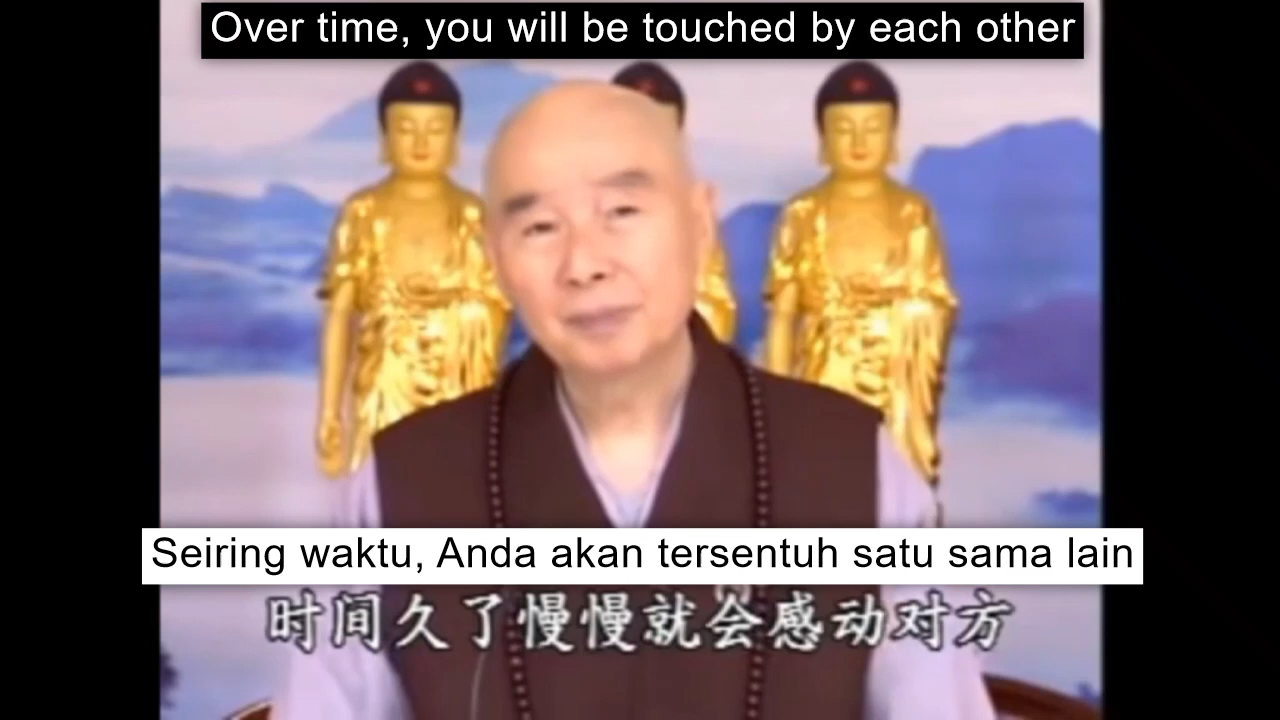 Over time, you will be touched by each other
Seiring waktu, Anda akan tersentuh satu sama lain
时间久了慢慢就会感动对方